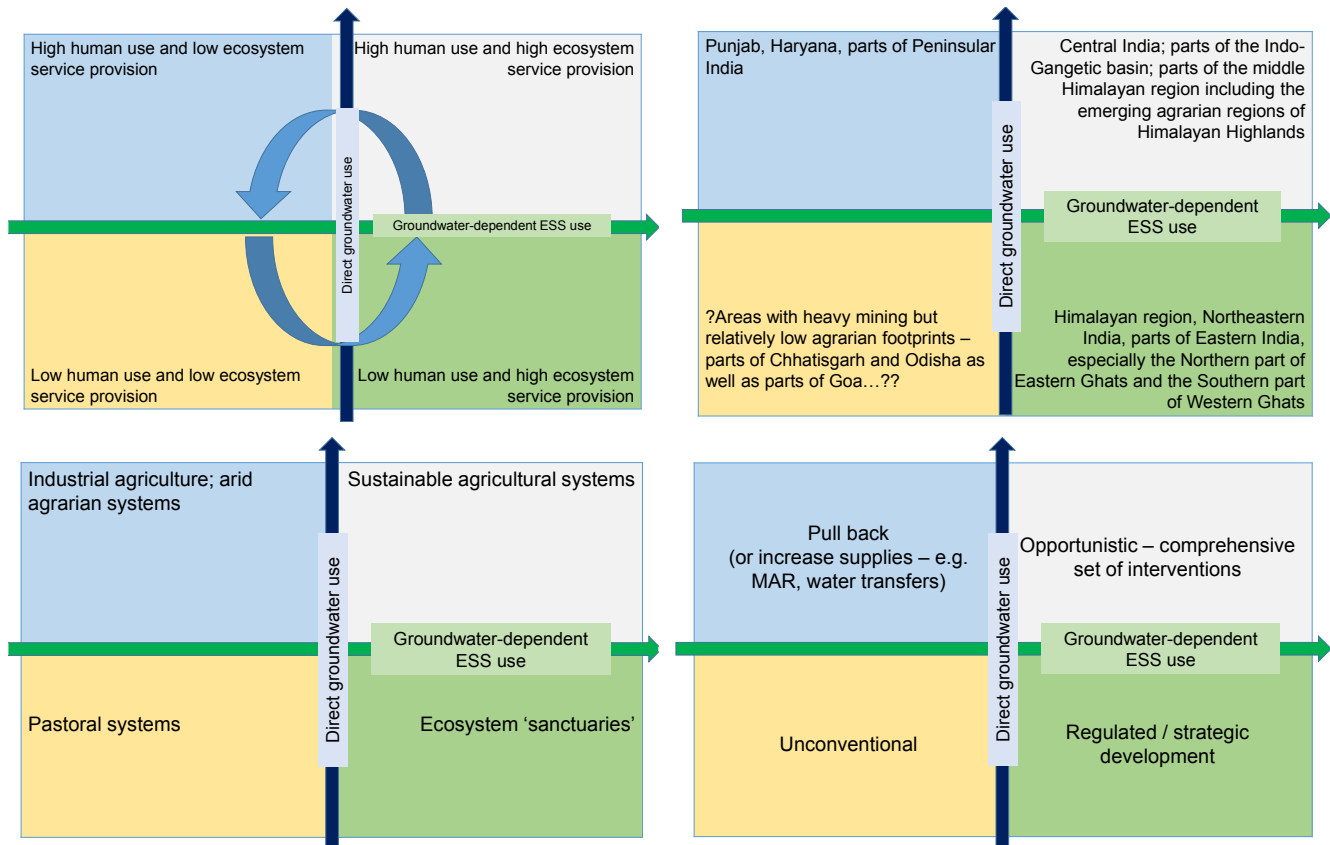 High human use and low ecosystem
service provision
High human use and high ecosystem
service provision
Direct groundwater use
Groundwater-dependent ESS use
Low human use and low ecosystem
service provision
Low human use and high ecosystem
service provision
Punjab, Haryana, parts of Peninsular
India
Central India; parts of the Indo-
Gangetic basin; parts of the middle
Himalayan region including the
emerging agrarian regions of
Himalayan Highlands
Direct groundwater use
Groundwater-dependent
ESS use
?Areas with heavy mining but
relatively low agrarian footprints –
parts of Chhatisgarh and Odisha as
well as parts of Goa…??
Himalayan region, Northeastern
India, parts of Eastern India,
especially the Northern part of
Eastern Ghats and the Southern part
of Western Ghats
Industrial agriculture; arid
agrarian systems
Sustainable agricultural systems
Direct groundwater use
Groundwater-dependent
ESS use
Pastoral systems
Ecosystem ‘sanctuaries’
Pull back
(or increase supplies – e.g.
MAR, water transfers)
Opportunistic – comprehensive
set of interventions
Direct groundwater use
Groundwater-dependent
ESS use
Unconventional
Regulated / strategic
development